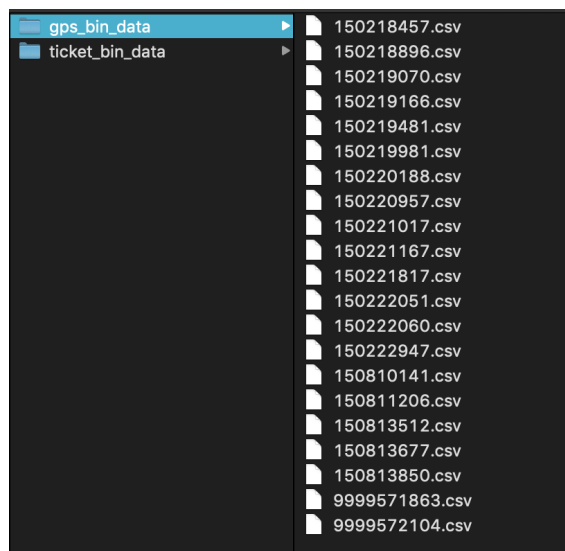 gps_bin_data
ticket_bin_data
150218457.csv
150218896.csv
150219070.csv
150219166.csv
150219481.csv
150219981.csv
150220188.csv
150220957.csv
150221017.csv
150221167.csv
150221817.csv
150222051.csv
150222060.csv
150222947.csv
150810141.csv
150811206.csv
150813512.csv
150813677.csv
150813850.csv
9999571863.csv
9999572104.csv